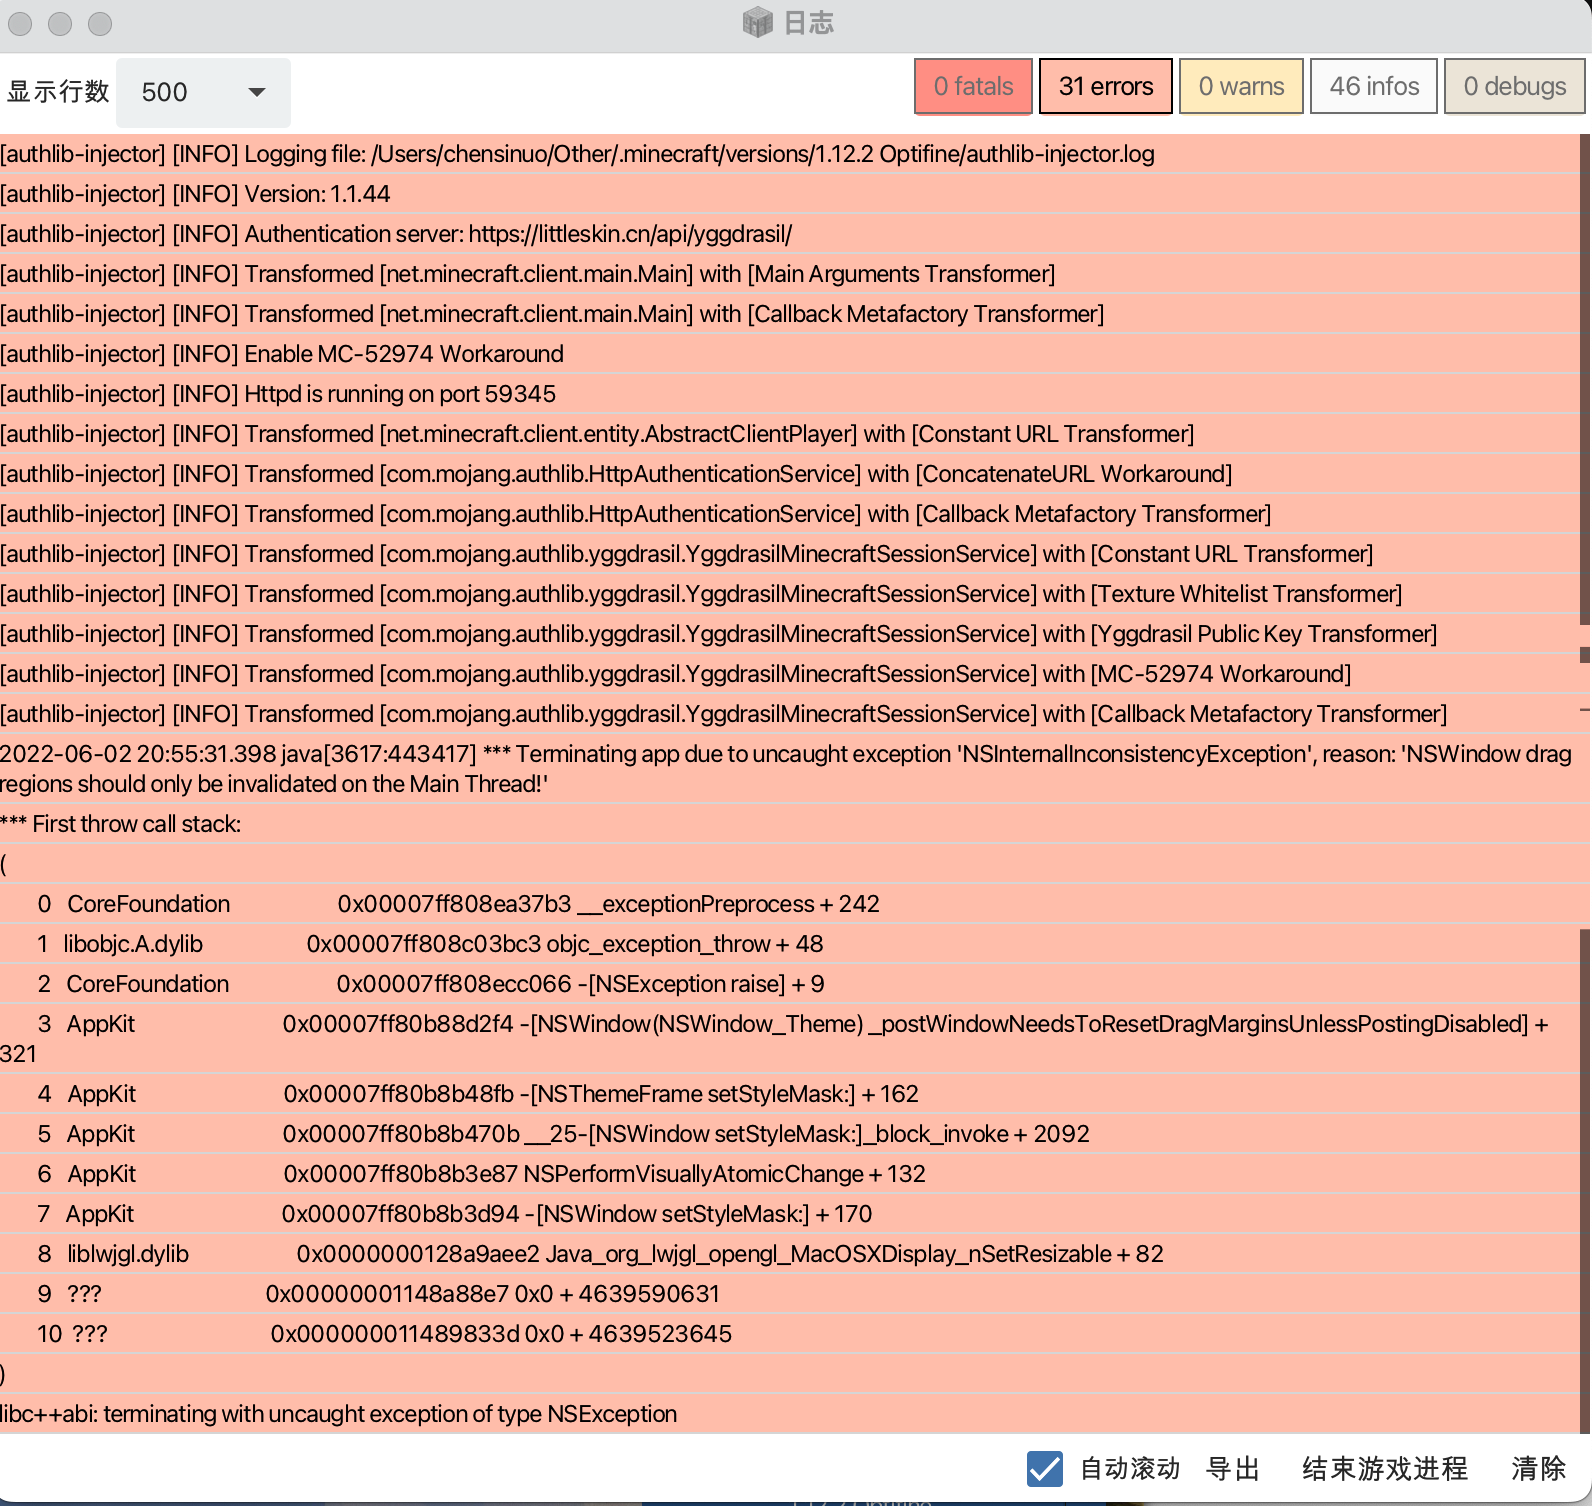 日志
显示行数 500 0 fatals 31 errors 0 warns 46 infos 0 debugs
[authlib-injector] [INFO] Logging file: /Users/chensinuo/Other/.minecraft/versions/1.12.2 Optifine/authlib-injector.log
[authlib-injector] [INFO] Version: 1.1.44
[authlib-injector] [INFO] Authentication server: https://littleskin.cn/api/yggdrasil/
[authlib-injector] [INFO] Transformed [net.minecraft.client.main.Main] with [Main Arguments Transformer]
[authlib-injector] [INFO] Transformed [net.minecraft.client.main.Main] with [Callback Metafactory Transformer]
[authlib-injector] [INFO] Enable MC-52974 Workaround
[authlib-injector] [INFO] Httpd is running on port 59345
[authlib-injector] [INFO] Transformed [net.minecraft.client.entity.AbstractClientPlayer] with [Constant URL Transformer]
[authlib-injector] [INFO] Transformed [com.mojang.authlib.HttpAuthenticationService] with [ConcatenateURL Workaround]
[authlib-injector] [INFO] Transformed [com.mojang.authlib.HttpAuthenticationService] with [Callback Metafactory Transformer]
[authlib-injector] [INFO] Transformed [com.mojang.authlib.yggdrasil.YggdrasilMinecraftSessionService] with [Constant URL Transformer]
[authlib-injector] [INFO] Transformed [com.mojang.authlib.yggdrasil.YggdrasilMinecraftSessionService] with [Texture Whitelist Transformer]
[authlib-injector] [INFO] Transformed [com.mojang.authlib.yggdrasil.YggdrasilMinecraftSessionService] with [Yggdrasil Public Key Transformer]
[authlib-injector] [INFO] Transformed [com.mojang.authlib.yggdrasil.YggdrasilMinecraftSessionService] with [MC-52974 Workaround]
[authlib-injector] [INFO] Transformed [com.mojang.authlib.yggdrasil.YggdrasilMinecraftSessionService] with [Callback Metafactory Transformer]
2022-06-02 20:55:31.398 java[3617:443417] *** Terminating app due to uncaught exception 'NSInternalInconsistencyException', reason: 'NSWindow drag
regions should only be invalidated on the Main Thread!'
*** First throw call stack:
(
0 CoreFoundation 0x00007ff808ea37b3 __exceptionPreprocess + 242
1 libobjc.A.dylib 0x00007ff808c03bc3 objc_exception_throw + 48
2 CoreFoundation 0x00007ff808ecc066 -[NSException raise] + 9
3 AppKit 0x00007ff80b88d2f4 -[NSWindow(NSWindow_Theme) _postWindowNeedsToResetDragMarginsUnlessPostingDisabled] +
321
4 AppKit 0x00007ff80b8b48fb -[NSThemeFrame setStyleMask:] + 162
5 AppKit 0x00007ff80b8b470b __25-[NSWindow setStyleMask:]_block_invoke + 2092
6 AppKit 0x00007ff80b8b3e87 NSPerformVisuallyAtomicChange + 132
7 AppKit 0x00007ff80b8b3d94 -[NSWindow setStyleMask:] + 170
8 liblwjgl.dylib 0x0000000128a9aee2 Java_org_lwjgl_opengl_MacOSXDisplay_nSetResizable + 82
9 ??? 0x00000001148a88e7 0x0 + 4639590631
10 ??? 0x000000011489833d 0x0 + 4639523645
)
libc++abi: terminating with uncaught exception of type NSException
自动滚动 导出 结束游戏进程 清除